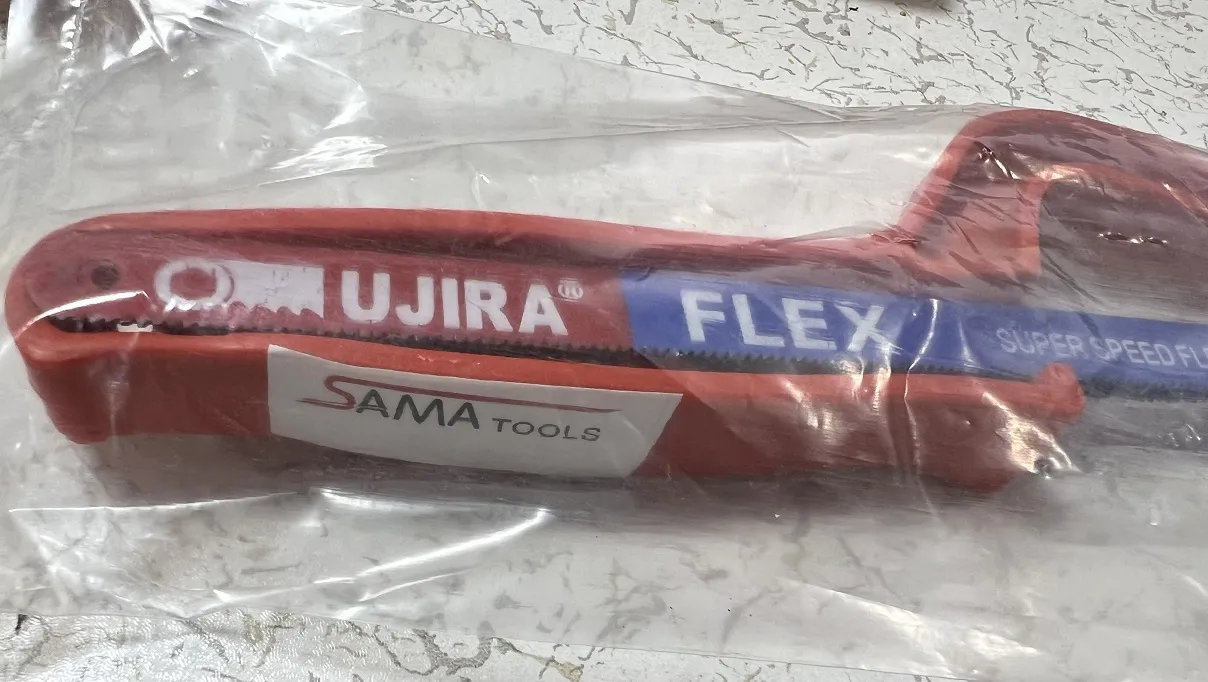 UJIRA® FLEX SUPER SPEED
SAMA TOOLS